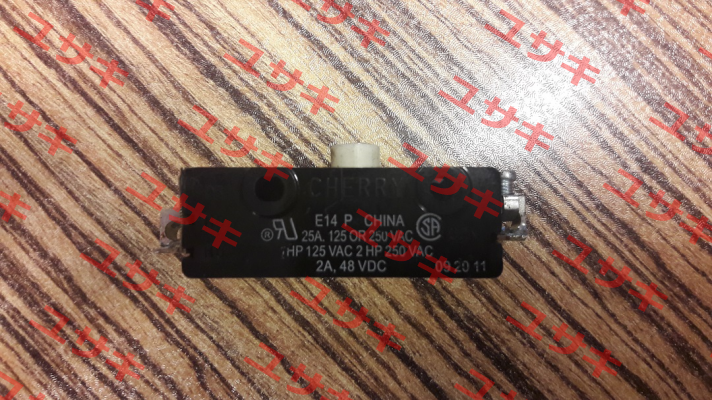 CHERRY
E14 P CHINA
25A. 125 OR 250 VAC
1HP 125 VAC 2 HP 250 VAC
2A, 48 VDC
09 20 11
ユサキ